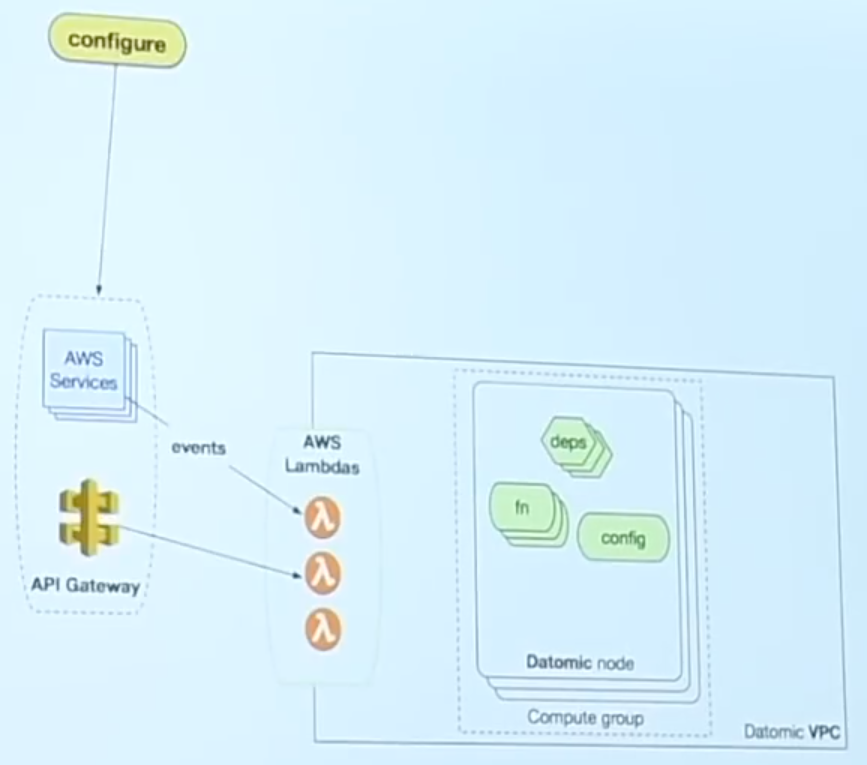 configure
AWS
Services
events
API Gateway
AWS
Lambdas
λ
λ
λ
deps
fn
config
Datomic node
Compute group
Datomic VPC